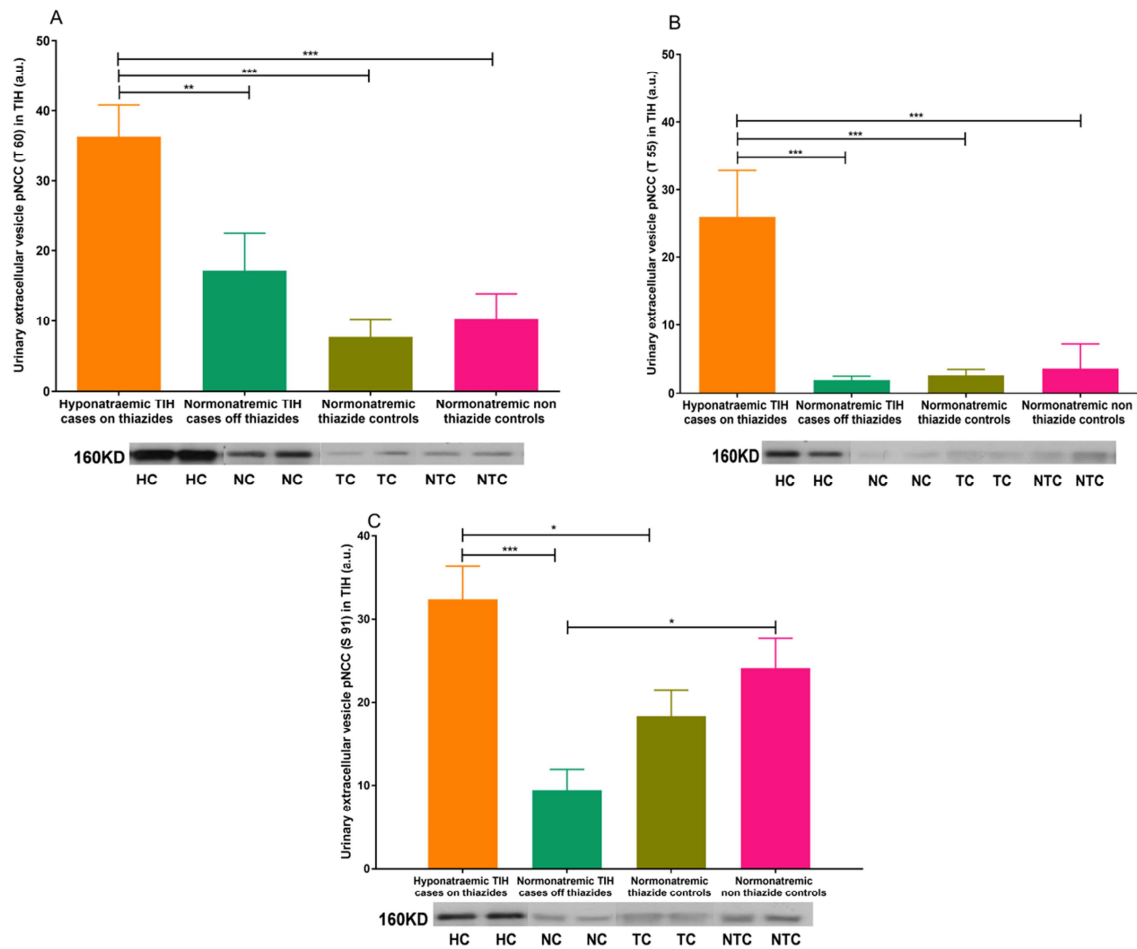 A
Urinary extracellular vesicle pNCC (T 60) in TIH (a.u.)
50
40
30
20
10
0
***
***
**
Hyponatraemic TIH
cases on thiazides
Normonatremic TIH
cases off thiazides
Normonatremic
thiazide controls
Normonatremic non
thiazide controls
160KD
HC HC NC NC TC TC NTC NTC
B
Urinary extracellular vesicle pNCC (T 55) in TIH (a.u.)
50
40
30
20
10
0
***
***
***
Hyponatraemic TIH
cases on thiazides
Normonatremic TIH
cases off thiazides
Normonatremic
thiazide controls
Normonatremic non
thiazide controls
160KD
HC HC NC NC TC TC NTC NTC
C
Urinary extracellular vesicle pNCC (S 91) in TIH (a.u.)
40
30
20
10
0
*
***
*
Hyponatraemic TIH
cases on thiazides
Normonatremic TIH
cases off thiazides
Normonatremic
thiazide controls
Normonatremic
non thiazide controls
160KD
HC HC NC NC TC TC NTC NTC